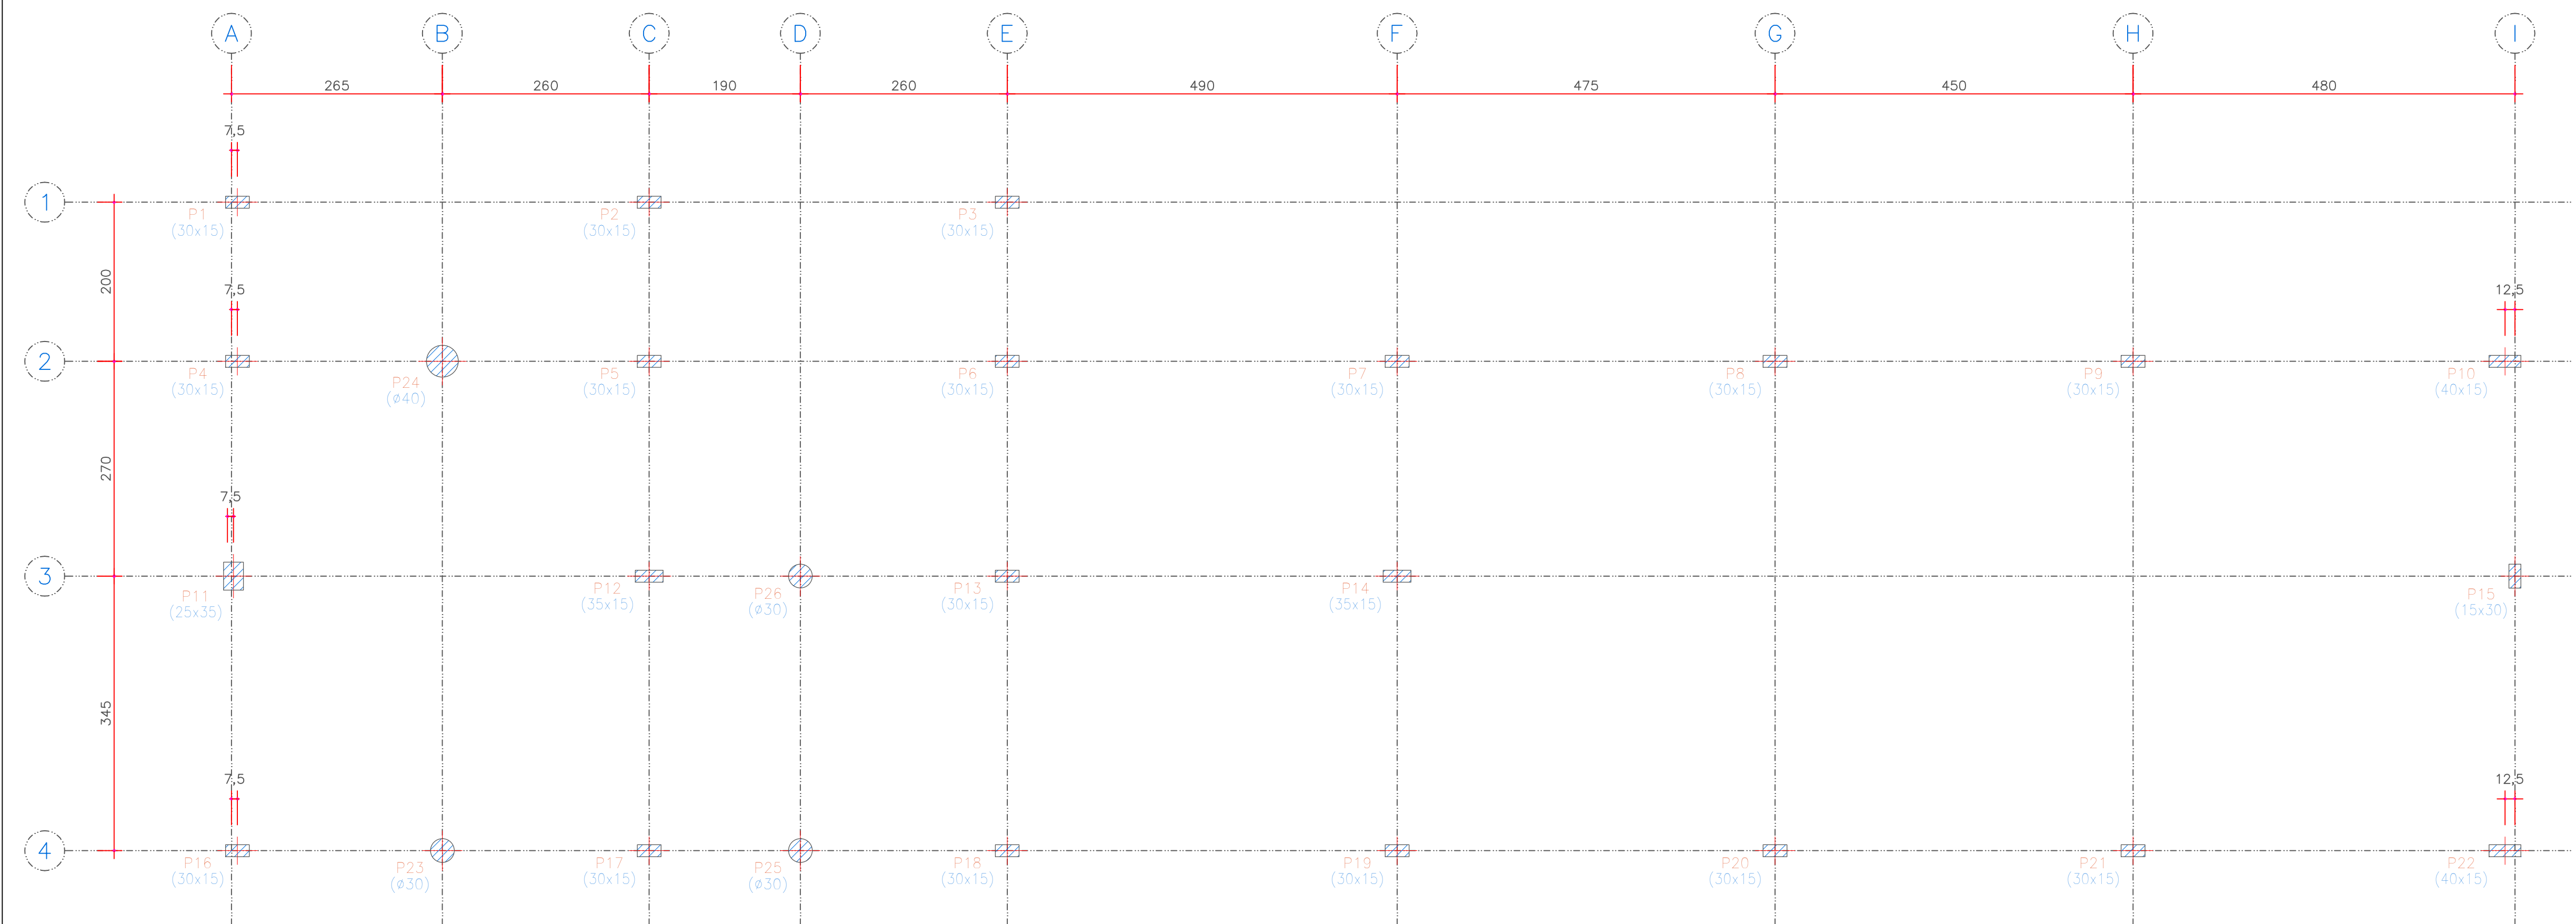 A B C D E F G H I
265 260 190 260 490 475 450 480
7,5
1
P1 P2 P3
(30x15) (30x15) (30x15)
200
7,5 12,5
2
P4 P24 P5 P6 P7 P8 P9 P10
(30x15) (ø40) (30x15) (30x15) (30x15) (30x15) (30x15) (40x15)
270
7,5
3
P11 P12 P26 P13 P14 P15
(25x35) (35x15) (ø30) (30x15) (35x15) (15x30)
345
7,5 12,5
4
P16 P23 P17 P25 P18 P19 P20 P21 P22
(30x15) (ø30) (30x15) (ø30) (30x15) (30x15) (30x15) (30x15) (40x15)